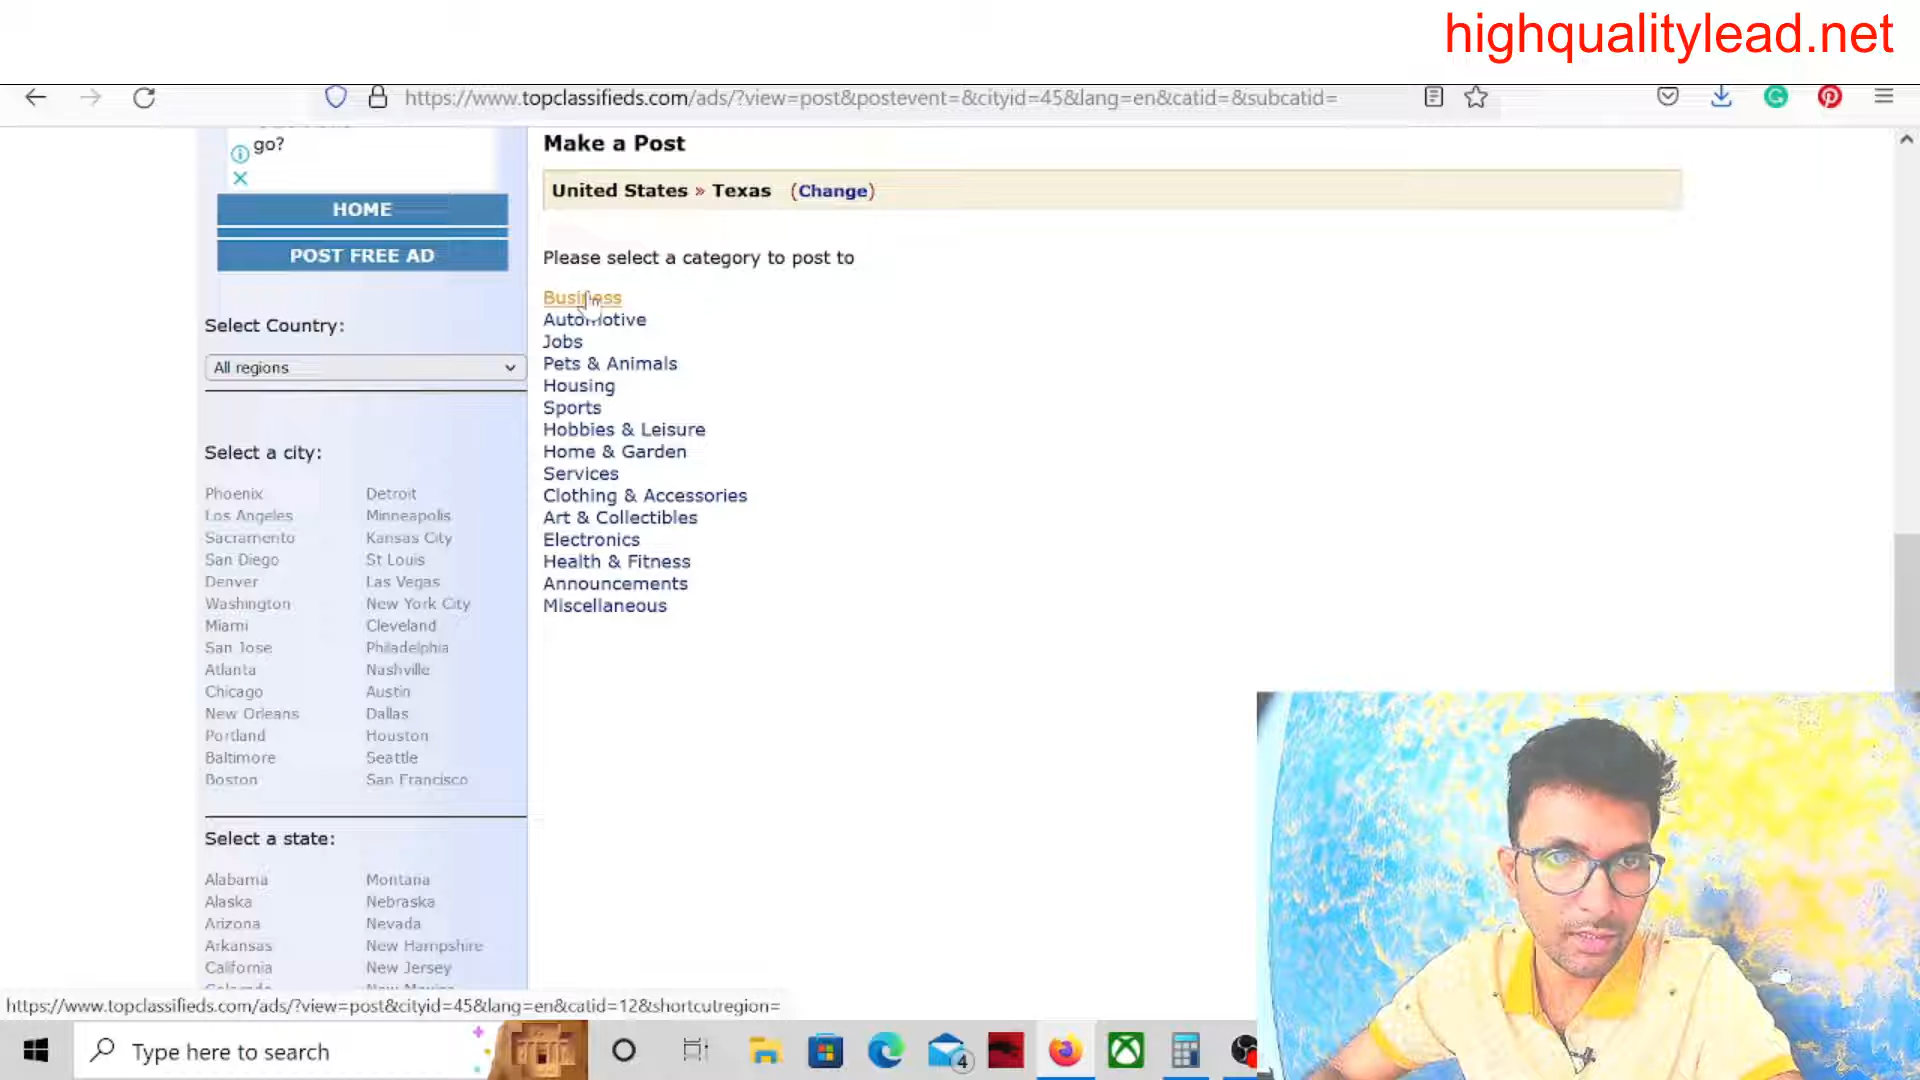 highqualitylead.net
https://www.topclassifieds.com/ads/?view=post&postevent=&cityid=45&lang=en&catid=&subcatid=
go?
HOME
POST FREE AD
Select Country:
All regions
Select a city:
Phoenix Detroit
Los Angeles Minneapolis
Sacramento Kansas City
San Diego St Louis
Denver Las Vegas
Washington New York City
Miami Cleveland
San Jose Philadelphia
Atlanta Nashville
Chicago Austin
New Orleans Dallas
Portland Houston
Baltimore Seattle
Boston San Francisco
Select a state:
Alabama Montana
Alaska Nebraska
Arizona Nevada
Arkansas New Hampshire
California New Jersey
Make a Post
United States » Texas (Change)
Please select a category to post to
Business
Automotive
Jobs
Pets & Animals
Housing
Sports
Hobbies & Leisure
Home & Garden
Services
Clothing & Accessories
Art & Collectibles
Electronics
Health & Fitness
Announcements
Miscellaneous
https://www.topclassifieds.com/ads/?view=post&cityid=45&lang=en&catid=12&shortcutregion=
Type here to search
4